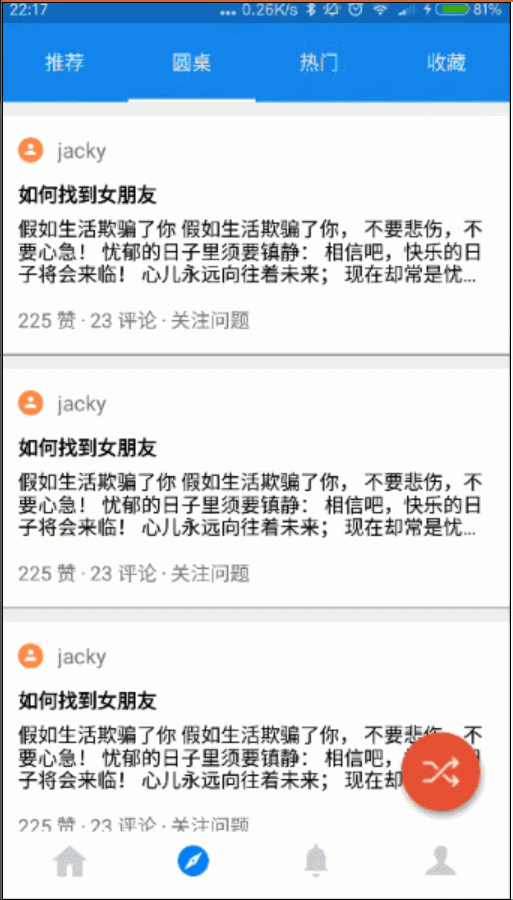 22:17 ... 0.26K/s 81%
推荐 圆桌 热门 收藏
jacky
如何找到女朋友
假如生活欺骗了你 假如生活欺骗了你， 不要悲伤，不
要心急！ 忧郁的日子里须要镇静： 相信吧，快乐的日
子将会来临！ 心儿永远向往着未来； 现在却常是忧...
225 赞 · 23 评论 · 关注问题
jacky
如何找到女朋友
假如生活欺骗了你 假如生活欺骗了你， 不要悲伤，不
要心急！ 忧郁的日子里须要镇静： 相信吧，快乐的日
子将会来临！ 心儿永远向往着未来； 现在却常是忧...
225 赞 · 23 评论 · 关注问题
jacky
如何找到女朋友
假如生活欺骗了你 假如生活欺骗了你， 不要悲伤，不
要心急！ 忧郁的日子里须要镇静： 相信吧， 日
子将会来临！ 心儿永远向往着未来； 现在却
225 赞 · 23 评论 · 关注问题